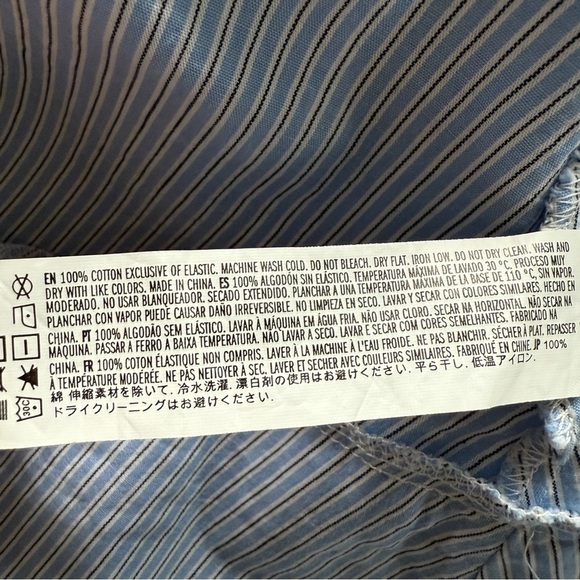 EN 100% COTTON EXCLUSIVE OF ELASTIC. MACHINE WASH COLD. DO NOT BLEACH. DRY FLAT. IRON LOW. DO NOT DRY CLEAN. WASH AND
DRY WITH LIKE COLORS. MADE IN CHINA. ES 100% ALGODÓN SIN ELÁSTICO. TEMPERATURA MÁXIMA DE LAVADO 30 °C, PROCESO MUY
MODERADO. NO USAR BLANQUEADOR. SECADO EXTENDIDO. PLANCHAR A UNA TEMPERATURA MÁXIMA DE LA BASE DE 110 °C, SIN VAPOR.
PLANCHAR CON VAPOR PUEDE CAUSAR DAÑO IRREVERSIBLE. NO LIMPIEZA EN SECO. LAVAR Y SECAR CON COLORES SIMILARES. HECHO EN
CHINA. PT 100% ALGODÃO SEM ELÁSTICO. LAVAR À MÁQUINA EM ÁGUA FRIA. NÃO USAR CLORO. SECAR NA HORIZONTAL. NÃO SECAR NA
MÁQUINA. PASSAR A FERRO A BAIXA TEMPERATURA. NÃO LAVAR A SECO. LAVAR E SECAR COM CORES SEMELHANTES. FABRICADO NA
CHINA. FR 100% COTON ÉLASTIQUE NON COMPRIS. LAVER À LA MACHINE À L'EAU FROIDE. NE PAS BLANCHIR. SÉCHER À PLAT. REPASSER
À TEMPÉRATURE MODÉRÉE. NE PAS NETTOYER À SEC. LAVER ET SÉCHER AVEC COULEURS SIMILAIRES. FABRIQUÉ EN CHINE JP 100%
綿 伸縮素材を除いて. 冷水洗濯. 漂白剤の使用はお避けください. 平ら干し. 低温アイロン.
ドライクリーニングはお避けください.
30C